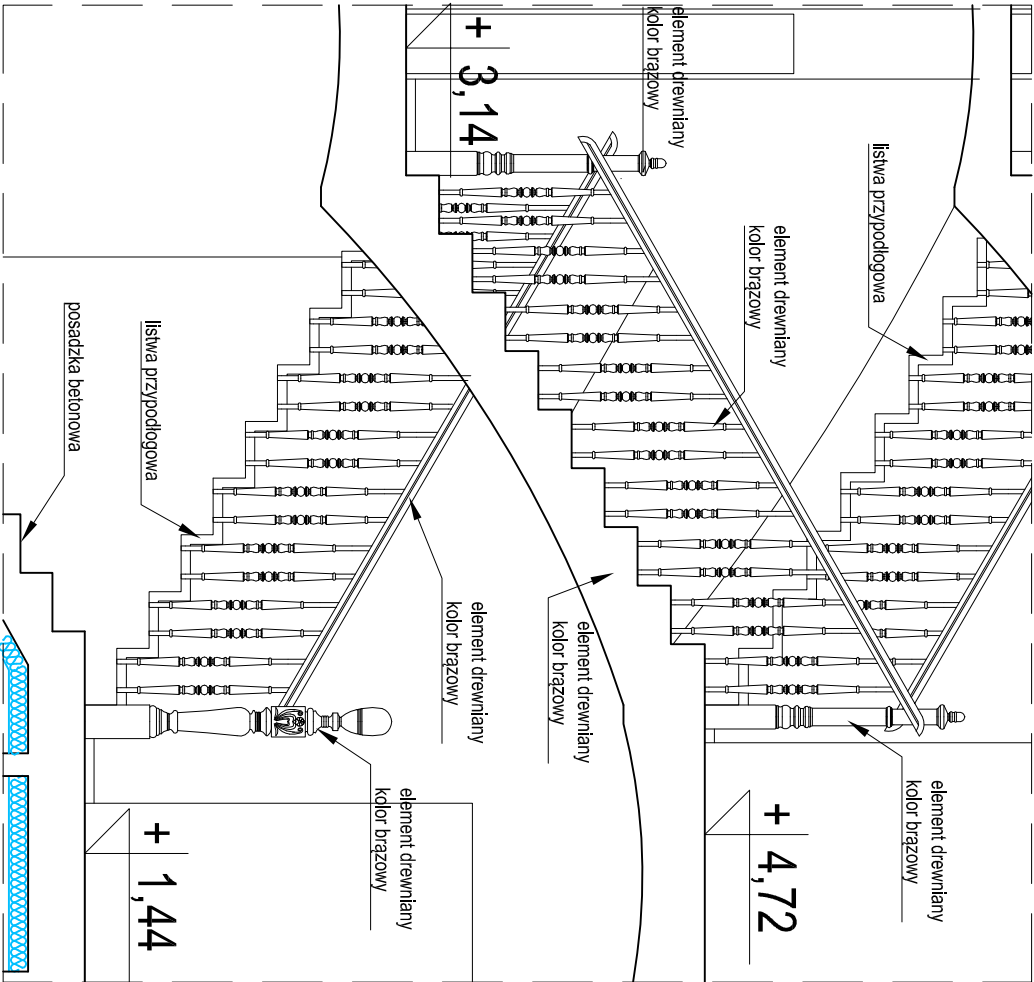 element drewniany
kolor brązowy
+ 3,14
listwa przypodłogowa
element drewniany
kolor brązowy
posadzka betonowa
listwa przypodłogowa
element drewniany
kolor brązowy
element drewniany
kolor brązowy
element drewniany
kolor brązowy
element drewniany
kolor brązowy
+ 4,72
+ 1,44